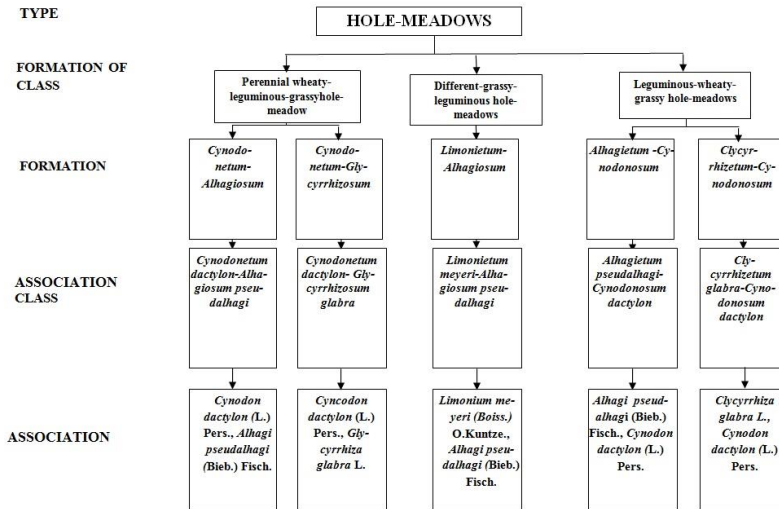 TYPE
HOLE-MEADOWS
FORMATION OF
CLASS
Perennial wheaty-
leguminous-grassyhole-
meadow
Different-grassy-
leguminous hole-
meadows
Leguminous-wheaty-
grassy hole-meadows
FORMATION
Cynodo-
netum-
Alhagiosum
Cynodo-
netum-Gly-
cyrrhizosum
Limonietum-
Alhagiosum
Alhagietum -Cy-
nodonosum
Clycyr-
rhizetum-Cy-
nodonosum
ASSOCIATION
CLASS
Cynodonetum
dactylon-Alha-
giosum pseu-
dalhagi
Cynodonetum
dactylon- Gly-
cyrrhizosum
glabra
Limonietum
meyeri-Alha-
giosum pseu-
dalhagi
Alhagietum
pseudalhagi-
Cynodonosum
dactylon
Cly-
cyrrhizetum
glabra-Cyno-
donosum
dactylon
ASSOCIATION
Cynodon
dactylon (L.)
Pers., Alhagi
pseudalhagi
(Bieb.) Fisch.
Cyncodon
dactylon (L.)
Pers., Gly-
cyrrhiza
glabra L.
Limonium me-
yeri (Boiss.)
O.Kuntze.,
Alhagi pseu-
dalhagi (Bieb.)
Fisch.
Alhagi pseud-
alhagi (Bieb.)
Fisch., Cynodon
dactylon (L.)
Pers.
Clycyrrhiza
glabra L.,
Cynodon
dactylon (L.)
Pers.